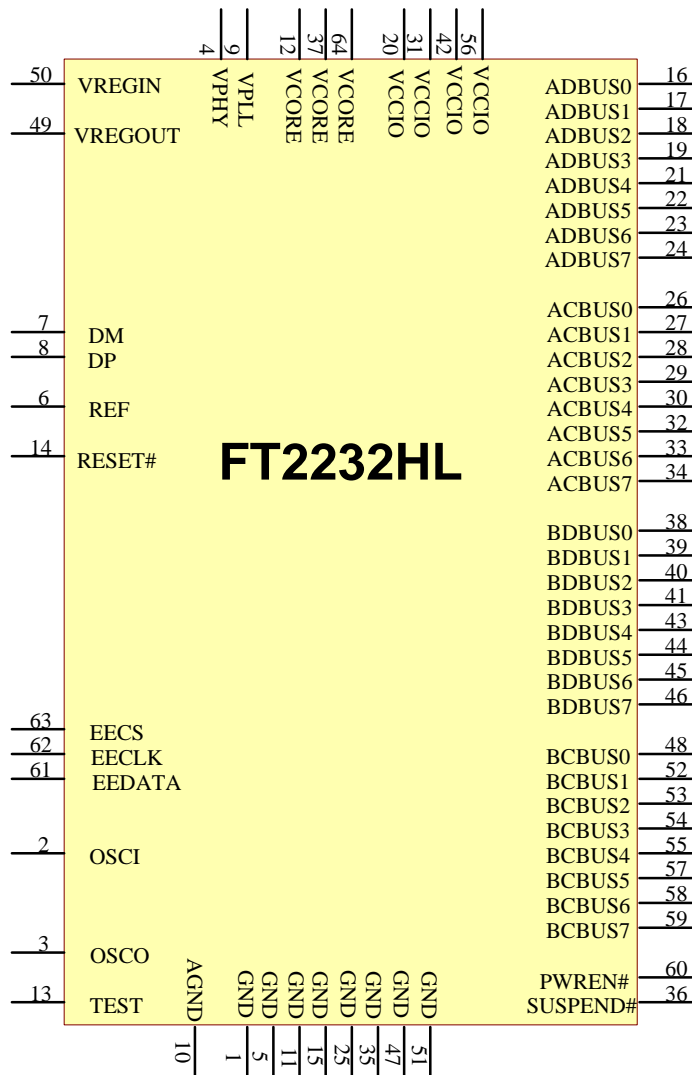 4 9 12 37 64 20 31 42 56
VPHY VPLL VCORE VCORE VCORE VCCIO VCCIO VCCIO VCCIO
50 VREGIN
49 VREGOUT
7 DM
8 DP
6 REF
14 RESET#
63 EECS
62 EECLK
61 EEDATA
2 OSCI
3 OSCO
13 TEST
FT2232HL
ADBUS0 16
ADBUS1 17
ADBUS2 18
ADBUS3 19
ADBUS4 21
ADBUS5 22
ADBUS6 23
ADBUS7 24
ACBUS0 26
ACBUS1 27
ACBUS2 28
ACBUS3 29
ACBUS4 30
ACBUS5 32
ACBUS6 33
ACBUS7 34
BDBUS0 38
BDBUS1 39
BDBUS2 40
BDBUS3 41
BDBUS4 43
BDBUS5 44
BDBUS6 45
BDBUS7 46
BCBUS0 48
BCBUS1 52
BCBUS2 53
BCBUS3 54
BCBUS4 55
BCBUS5 57
BCBUS6 58
BCBUS7 59
PWREN# 60
SUSPEND# 36
AGND GND GND GND GND GND GND GND GND
10 1 5 11 15 25 35 47 51